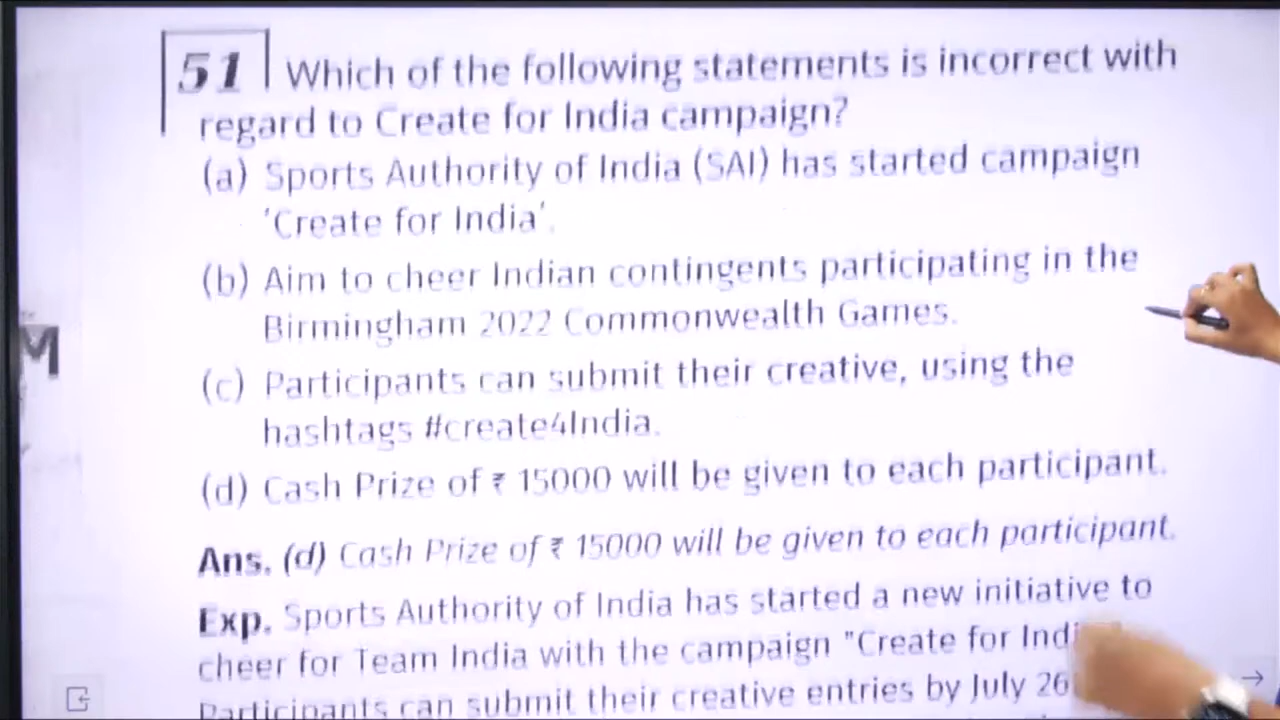 51 Which of the following statements is incorrect with
regard to Create for India campaign?
(a) Sports Authority of India (SAI) has started campaign
'Create for India'.
(b) Aim to cheer Indian contingents participating in the
Birmingham 2022 Commonwealth Games.
(c) Participants can submit their creative, using the
hashtags #create4India.
(d) Cash Prize of ₹ 15000 will be given to each participant.
Ans. (d) Cash Prize of ₹ 15000 will be given to each participant.
Exp. Sports Authority of India has started a new initiative to
cheer for Team India with the campaign "Create for
Participants can submit their creative entries by July 26